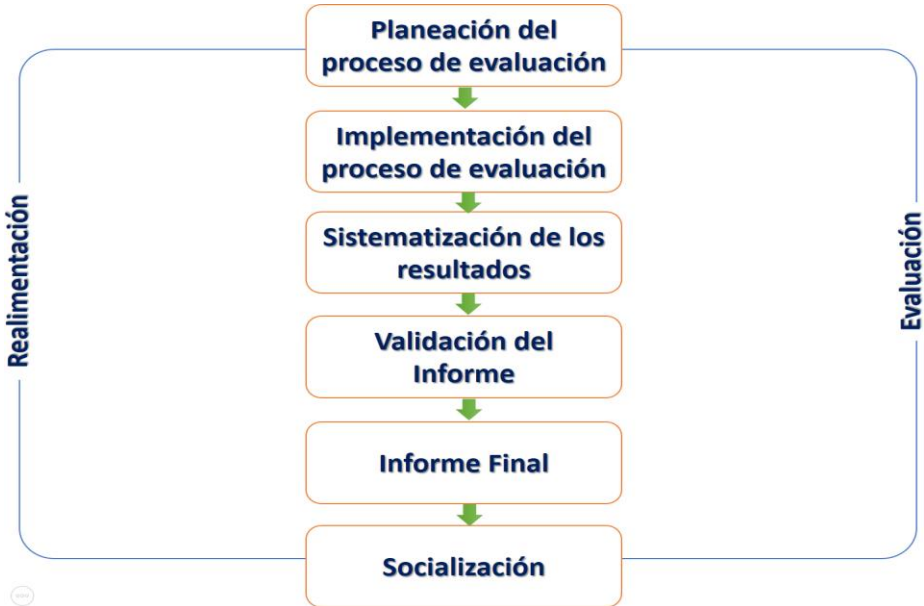 Planeación del
proceso de evaluación
Implementación del
proceso de evaluación
Sistematización de los
resultados
Validación del
Informe
Informe Final
Socialización
Realimentación
Evaluación